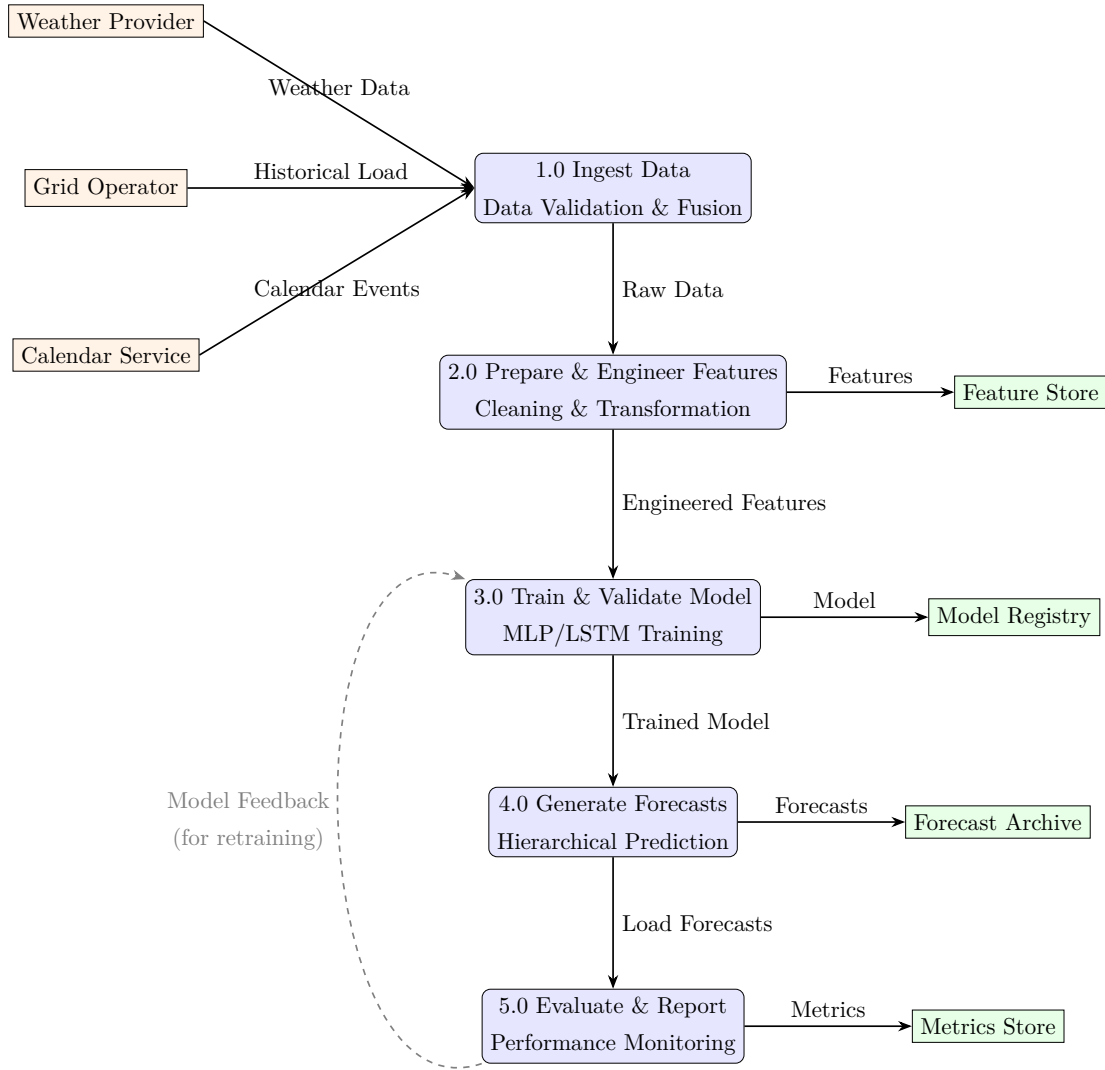 Weather Provider
Weather Data
Grid Operator
Historical Load
1.0 Ingest Data
Data Validation & Fusion
Calendar Events
Raw Data
Calendar Service
2.0 Prepare & Engineer Features
Cleaning & Transformation
Features
Feature Store
Engineered Features
3.0 Train & Validate Model
MLP/LSTM Training
Model
Model Registry
Trained Model
Model Feedback
(for retraining)
4.0 Generate Forecasts
Hierarchical Prediction
Forecasts
Forecast Archive
Load Forecasts
5.0 Evaluate & Report
Performance Monitoring
Metrics
Metrics Store